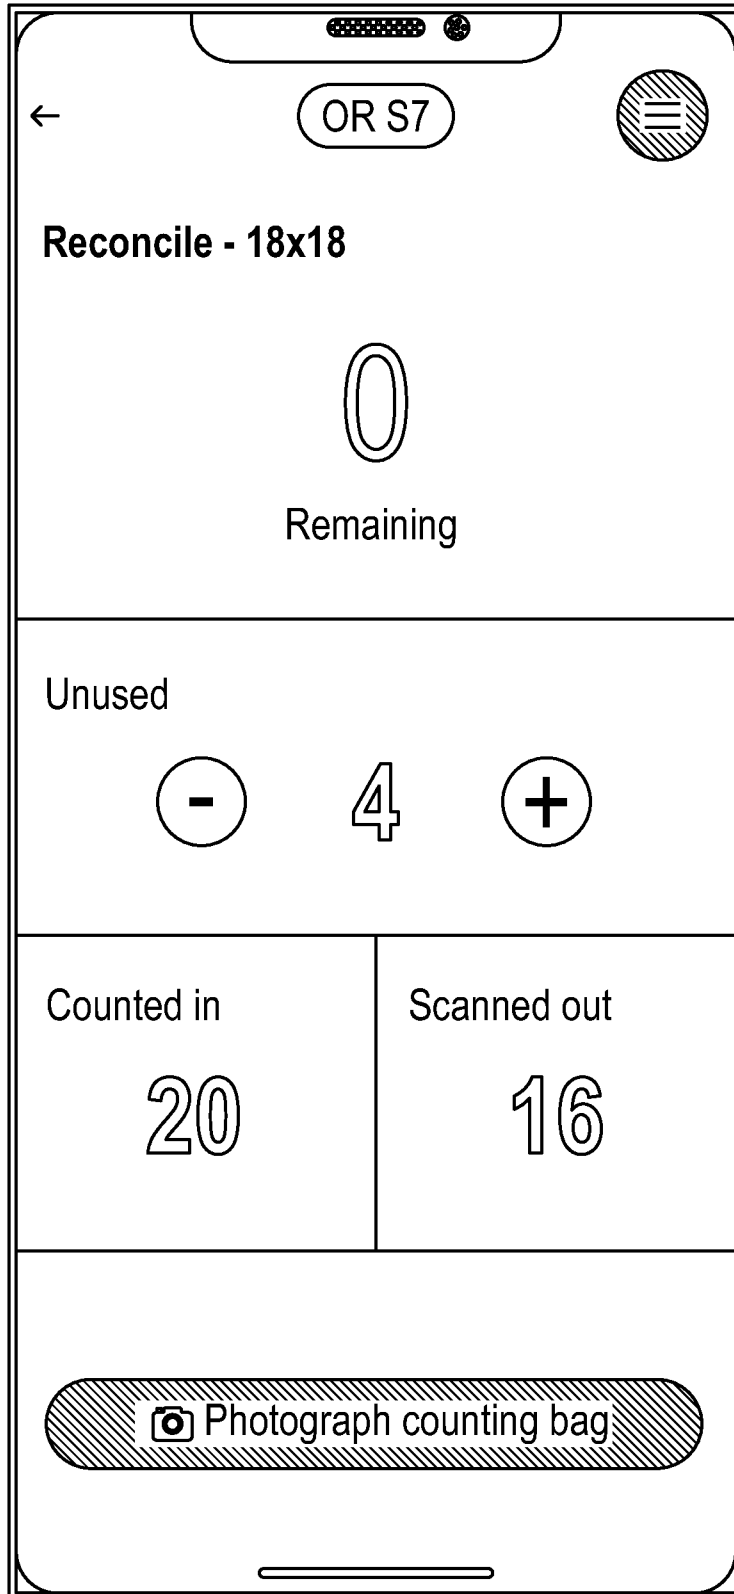 OR S7
Reconcile - 18x18
0
Remaining
Unused
- 4 +
Counted in
20
Scanned out
16
Photograph counting bag